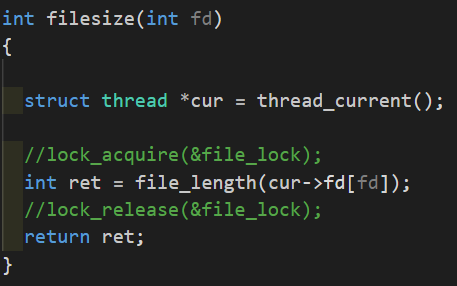 int filesize(int fd)
{
struct thread *cur = thread_current();
//lock_acquire(&file_lock);
int ret = file_length(cur->fd[fd]);
//lock_release(&file_lock);
return ret;
}